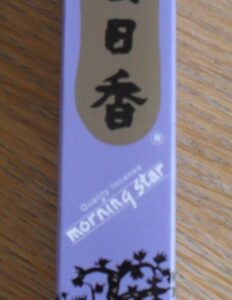 日
香
Quality Incense
morning star